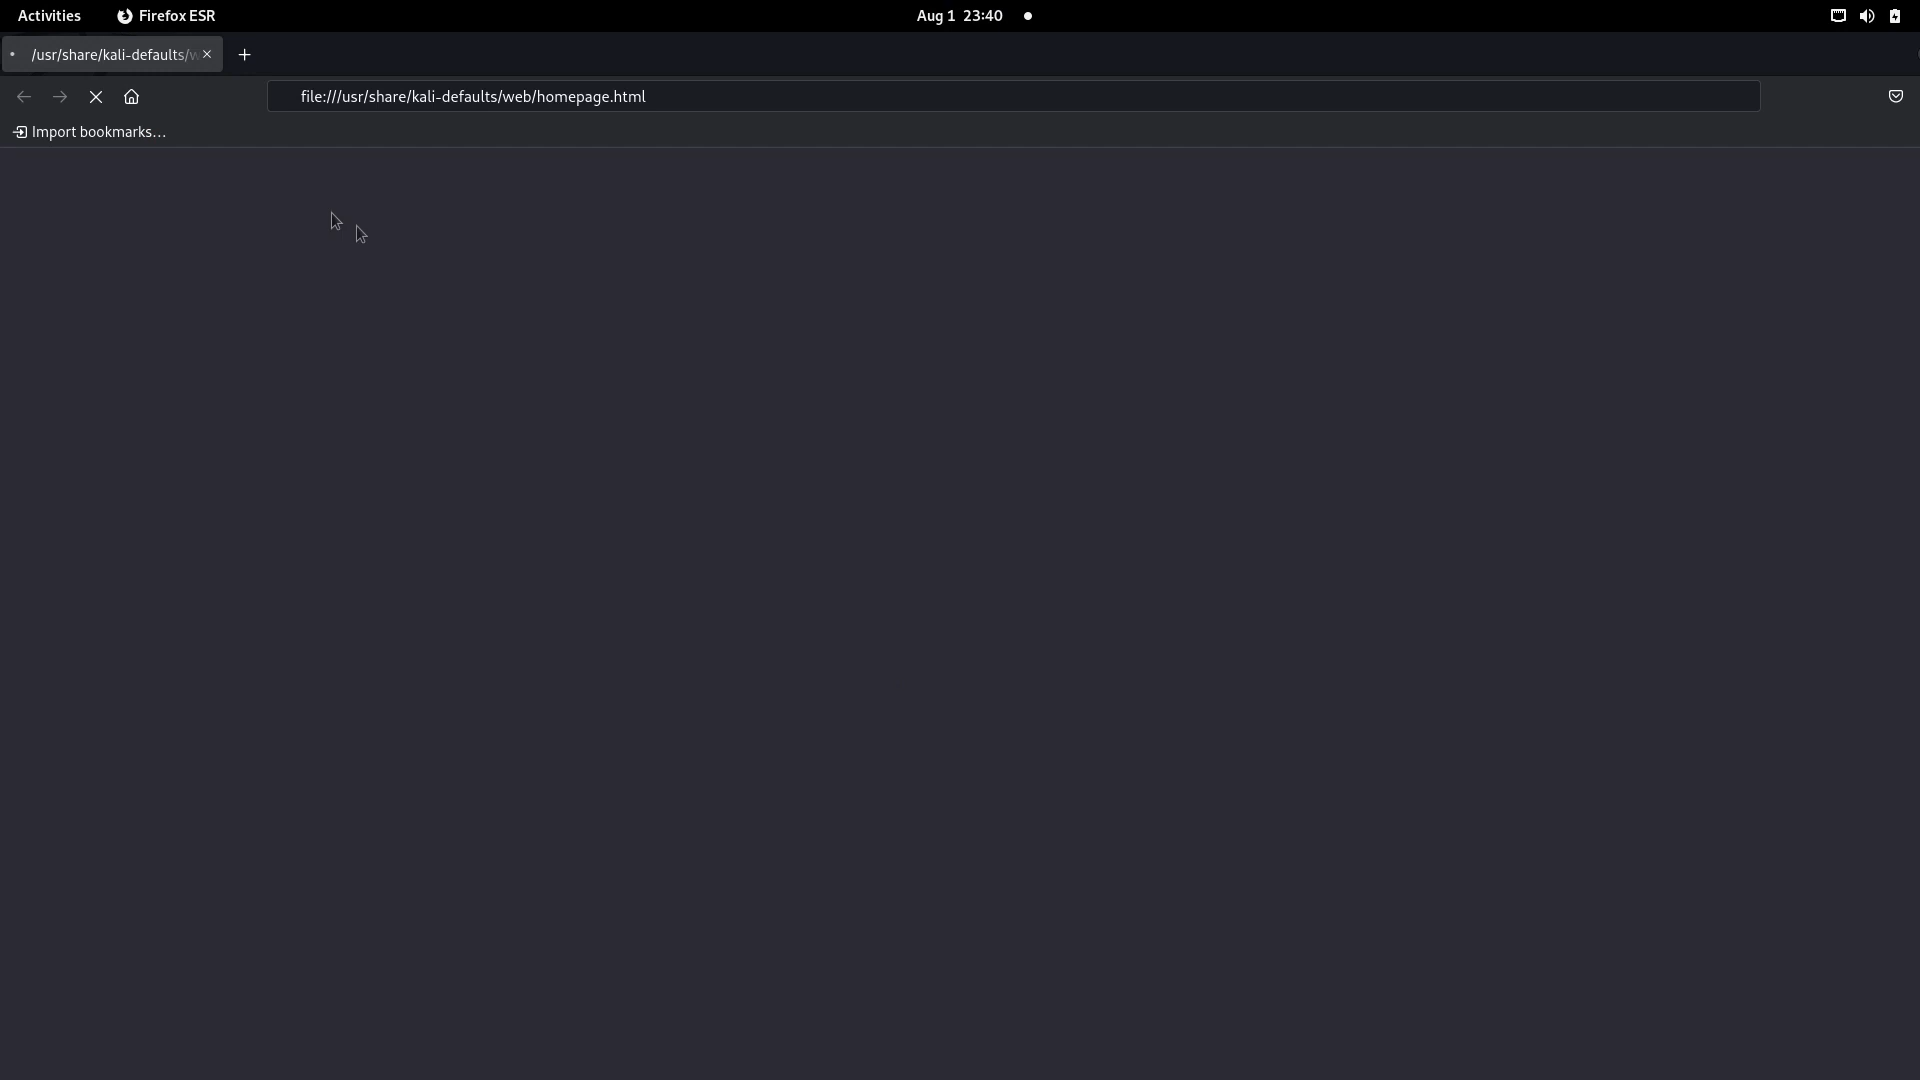 Activities Firefox ESR Aug 1 23:40
/usr/share/kali-defaults/w
file:///usr/share/kali-defaults/web/homepage.html
Import bookmarks…